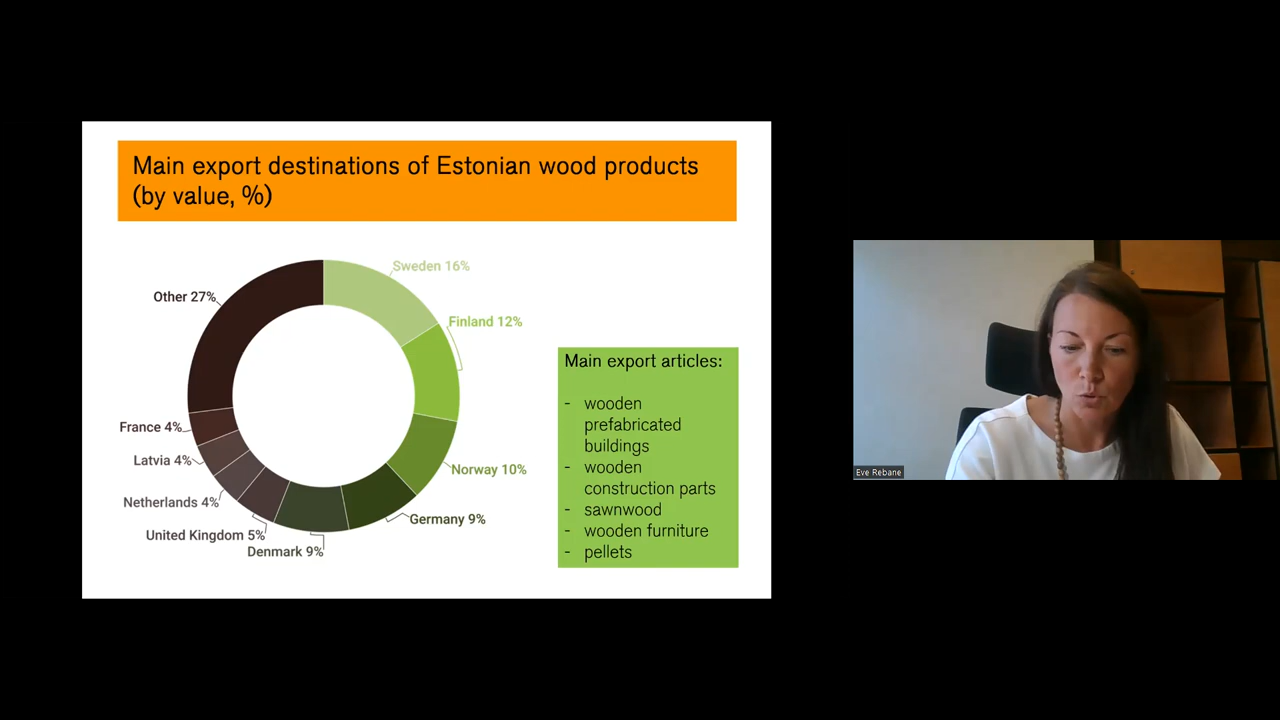 Main export destinations of Estonian wood products
(by value, %)
Sweden 16%
Other 27%
Finland 12%
Main export articles:
- wooden
prefabricated
buildings
- wooden
construction parts
- sawnwood
- wooden furniture
- pellets
France 4%
Latvia 4%
Norway 10%
Netherlands 4%
Germany 9%
United Kingdom 5%
Denmark 9%
Eve Rebane